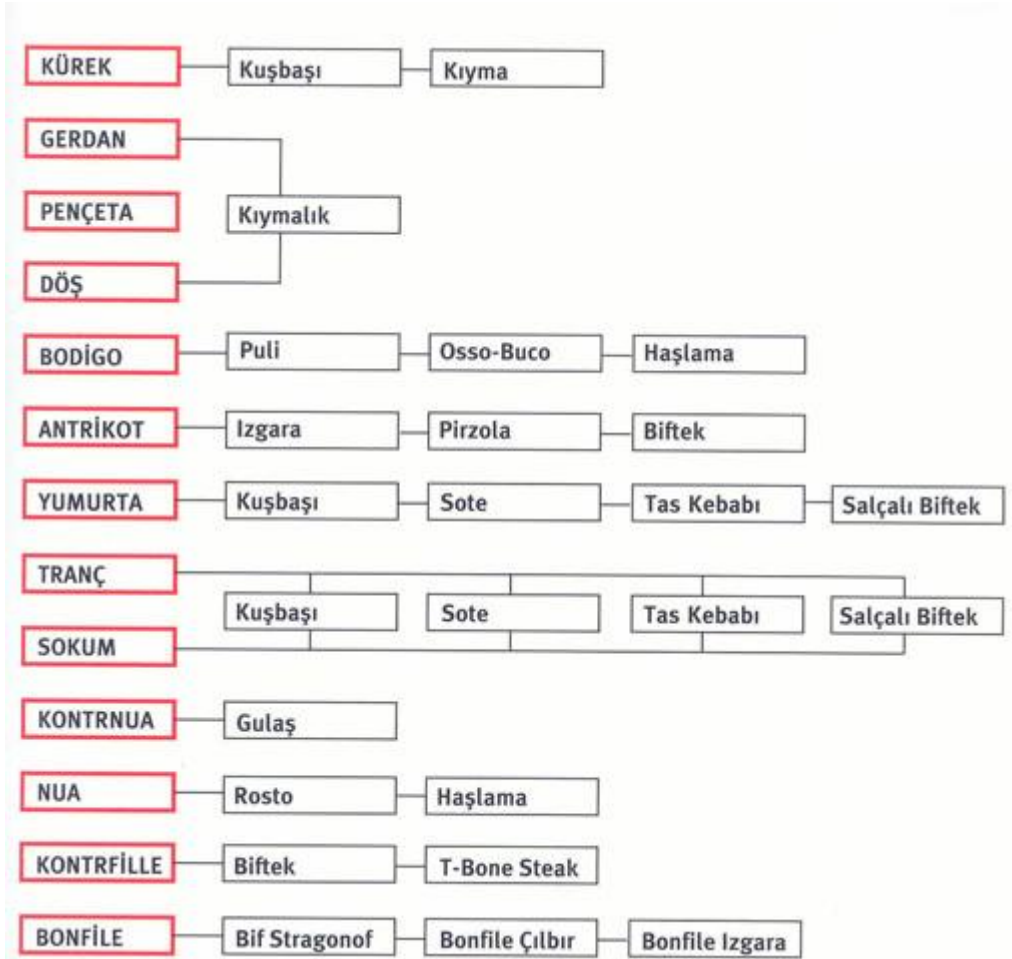 KÜREK Kuşbaşı Kıyma
GERDAN
PENÇETA Kıymalık
DÖŞ
BODİGO Puli Osso-Buco Haşlama
ANTRİKOT Izgara Pirzola Biftek
YUMURTA Kuşbaşı Sote Tas Kebabı Salçalı Biftek
TRANÇ
Kuşbaşı Sote Tas Kebabı Salçalı Biftek
SOKUM
KONTRNUA Gulaş
NUA Rosto Haşlama
KONTRFİLLE Biftek T-Bone Steak
BONFİLE Bif Stragonof Bonfile Çılbır Bonfile Izgara